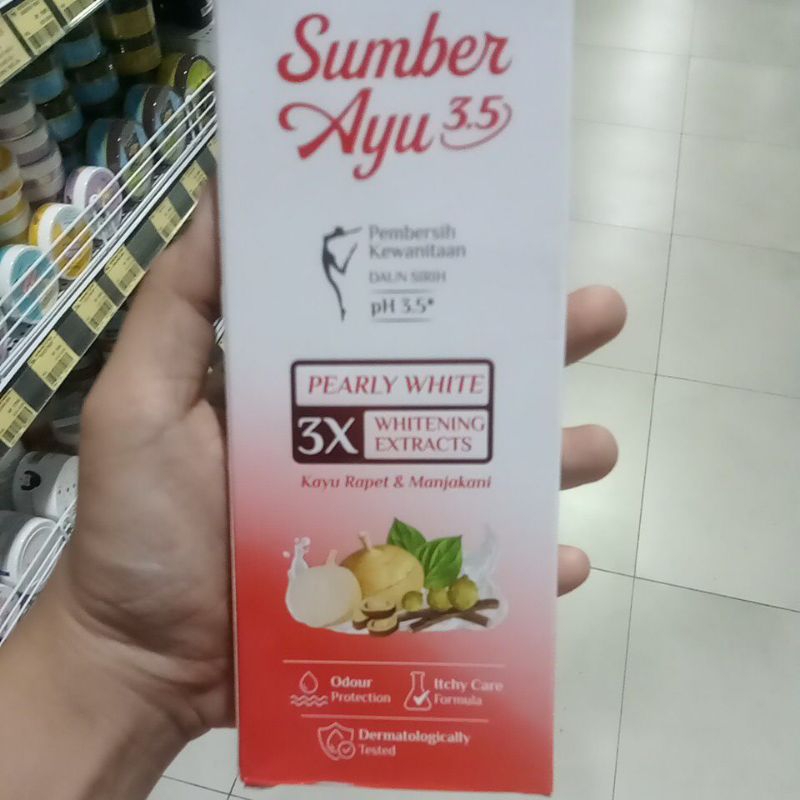 Sumber
Ayu 3.5
Pembersih
Kewanitaan
DAUN SIRIH
pH 3.5*
PEARLY WHITE
3X WHITENING
EXTRACTS
Kayu Rapet & Manjakani
Odour
Protection
Itchy Care
Formula
Dermatologically
Tested